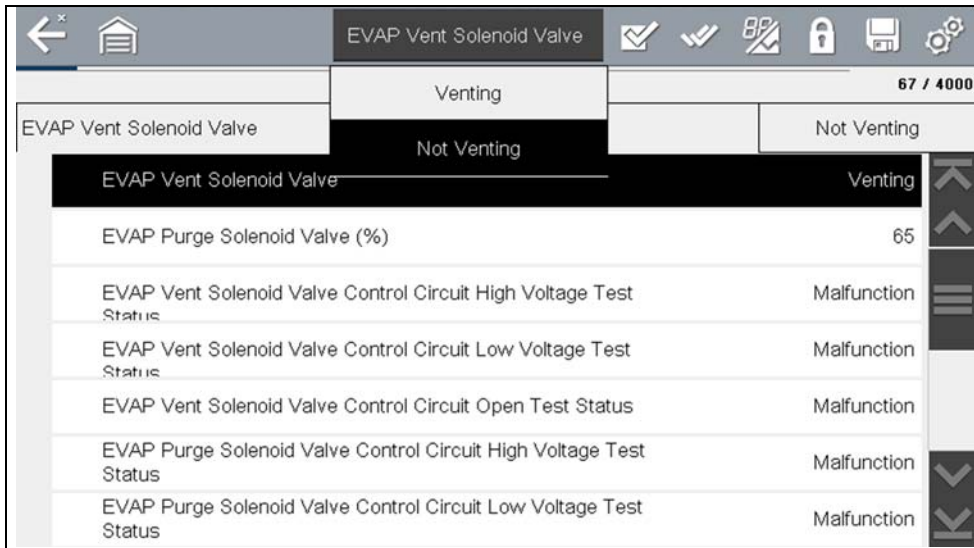 EVAP Vent Solenoid Valve
67 / 4000
Venting
Not Venting
EVAP Vent Solenoid Valve
Not Venting
EVAP Vent Solenoid Valve Venting
EVAP Purge Solenoid Valve (%) 65
EVAP Vent Solenoid Valve Control Circuit High Voltage Test
Status
Malfunction
EVAP Vent Solenoid Valve Control Circuit Low Voltage Test
Status
Malfunction
EVAP Vent Solenoid Valve Control Circuit Open Test Status Malfunction
EVAP Purge Solenoid Valve Control Circuit High Voltage Test
Status
Malfunction
EVAP Purge Solenoid Valve Control Circuit Low Voltage Test
Status
Malfunction